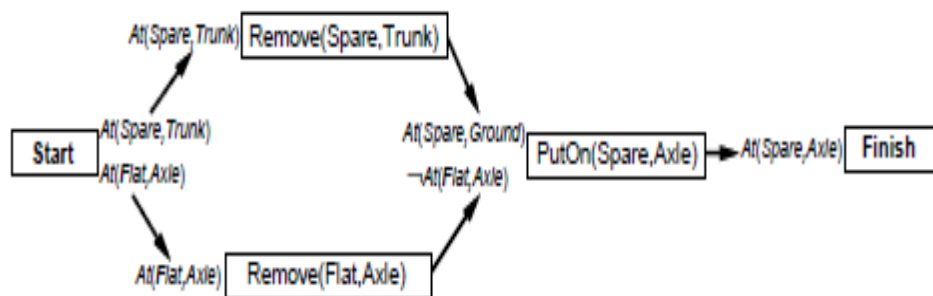 At(Spare,Trunk) Remove(Spare,Trunk)
Start
At(Spare,Trunk)
At(Flat,Axle)
At(Spare,Ground)
¬At(Flat,Axle)
PutOn(Spare,Axle)
At(Spare,Axle) Finish
At(Flat,Axle) Remove(Flat,Axle)